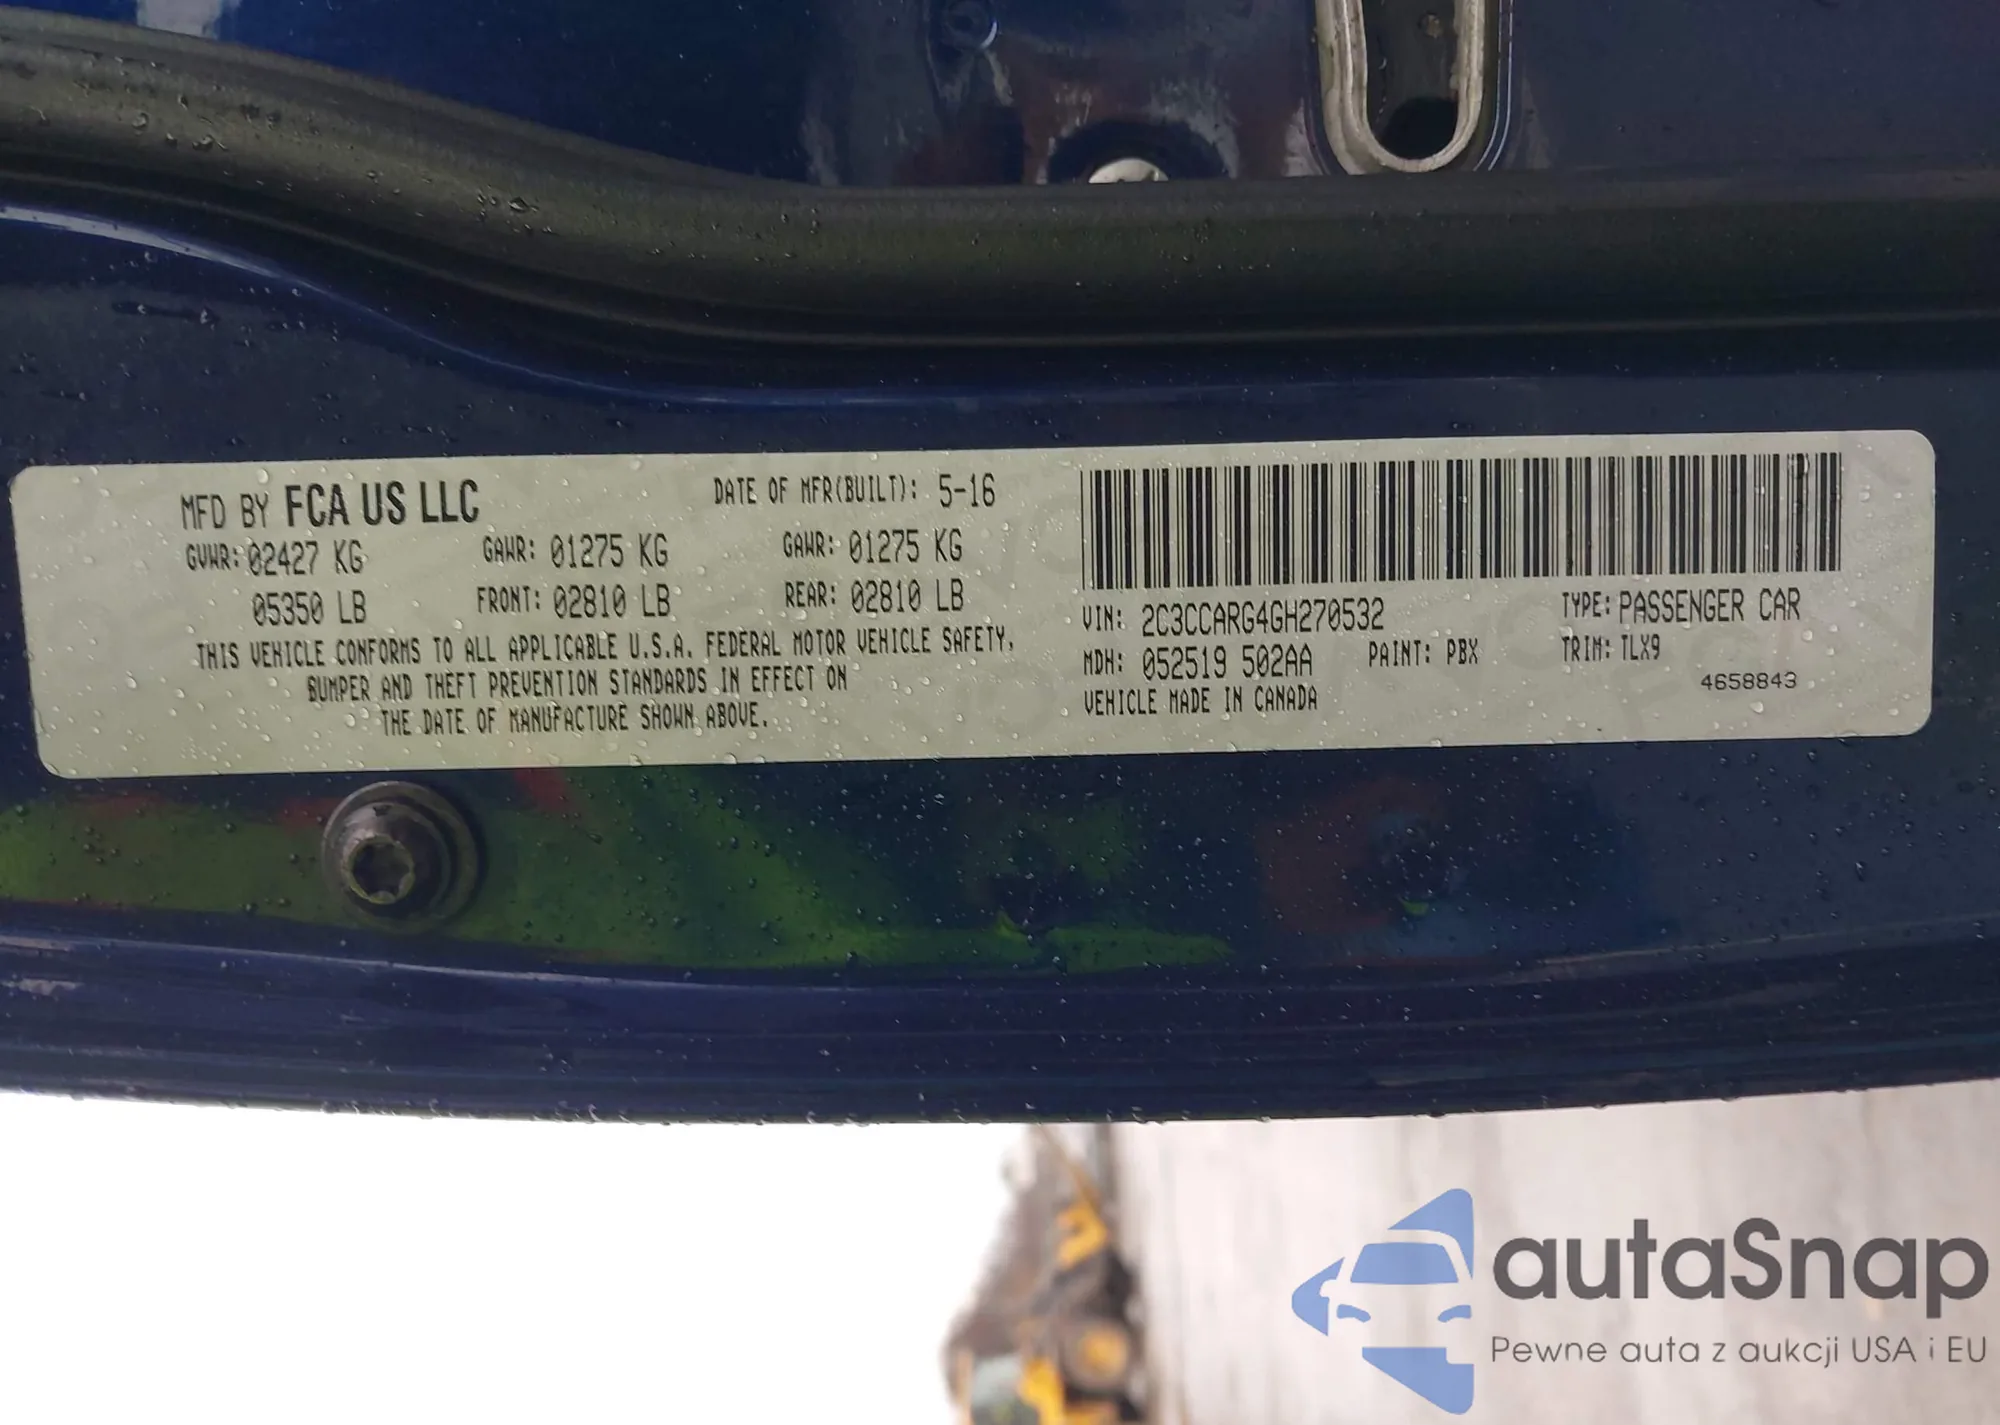 MFD BY FCA US LLC
DATE OF MFR(BUILT): 5-16
GVWR: 02427 KG GAWR: 01275 KG GAWR: 01275 KG
05350 LB FRONT: 02810 LB REAR: 02810 LB
THIS VEHICLE CONFORMS TO ALL APPLICABLE U.S.A. FEDERAL MOTOR VEHICLE SAFETY,
BUMPER AND THEFT PREVENTION STANDARDS IN EFFECT ON
THE DATE OF MANUFACTURE SHOWN ABOVE.
VIN: 2C3CCARG4GH270532 TYPE: PASSENGER CAR
MDH: 052519 502AA PAINT: PBX TRIM: TLX9
VEHICLE MADE IN CANADA 4658843
autaSnap
Pewne auta z aukcji USA i EU